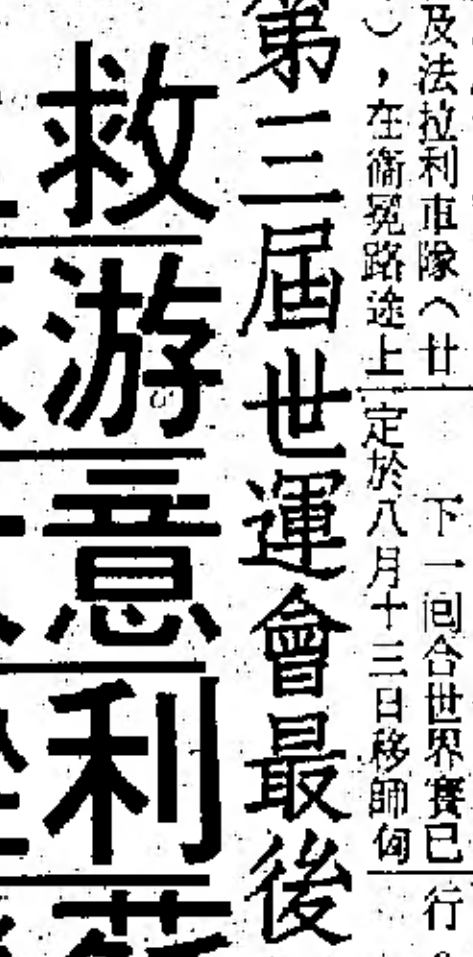 及法拉利車隊（廿
），在衞冕路途上
下一囘合世界賽已
定於八月十三日移師匈
行
第三屆世運會最後
救游意利